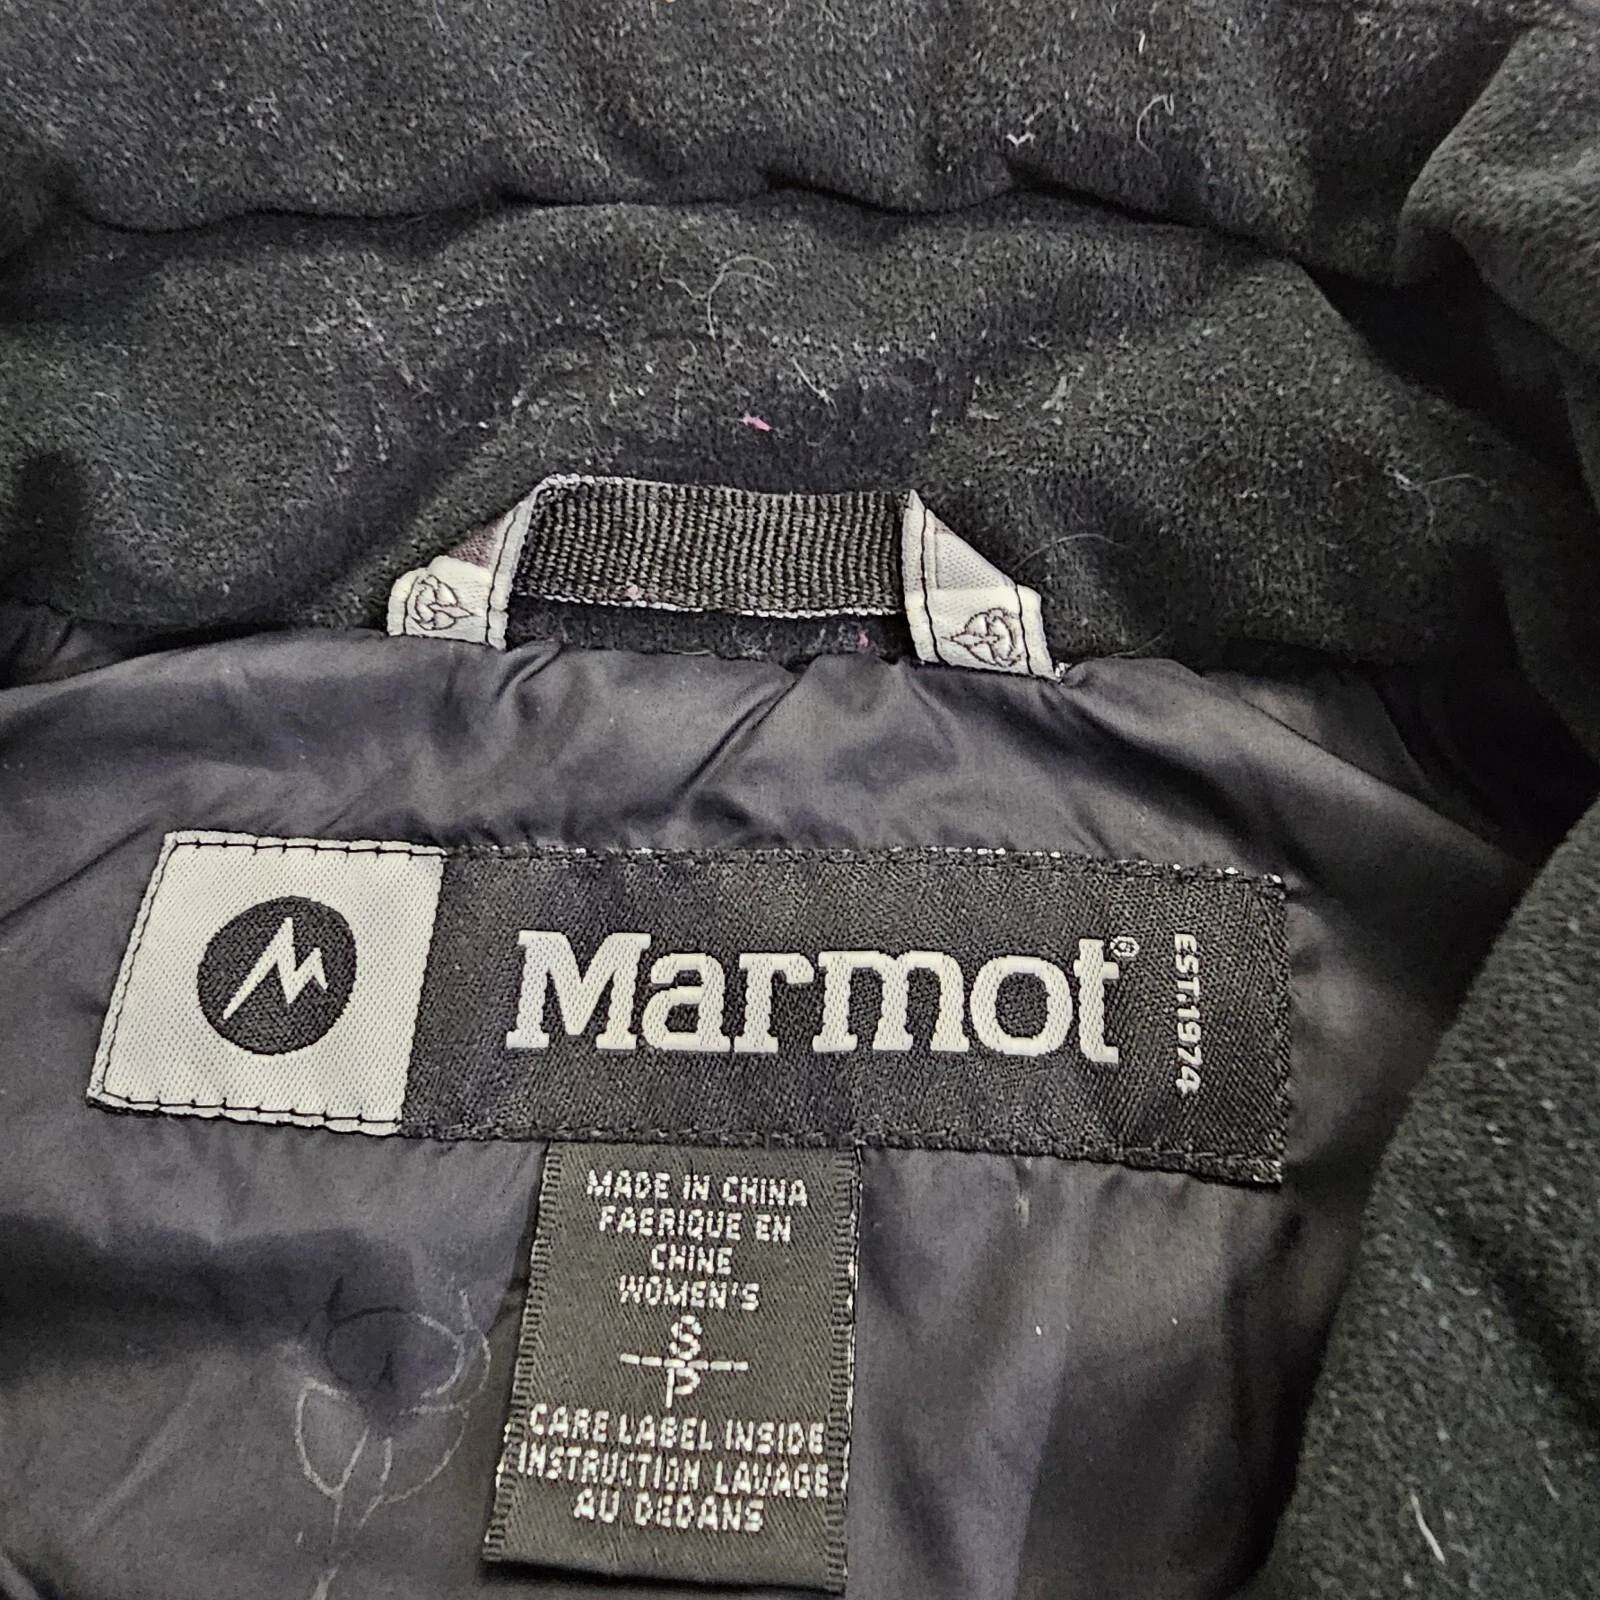 Marmot®
EST.1974
MADE IN CHINA
FAERIQUE EN
CHINE
WOMEN'S
S
P
CARE LABEL INSIDE
INSTRUCTION LAVAGE
AU DEDANS